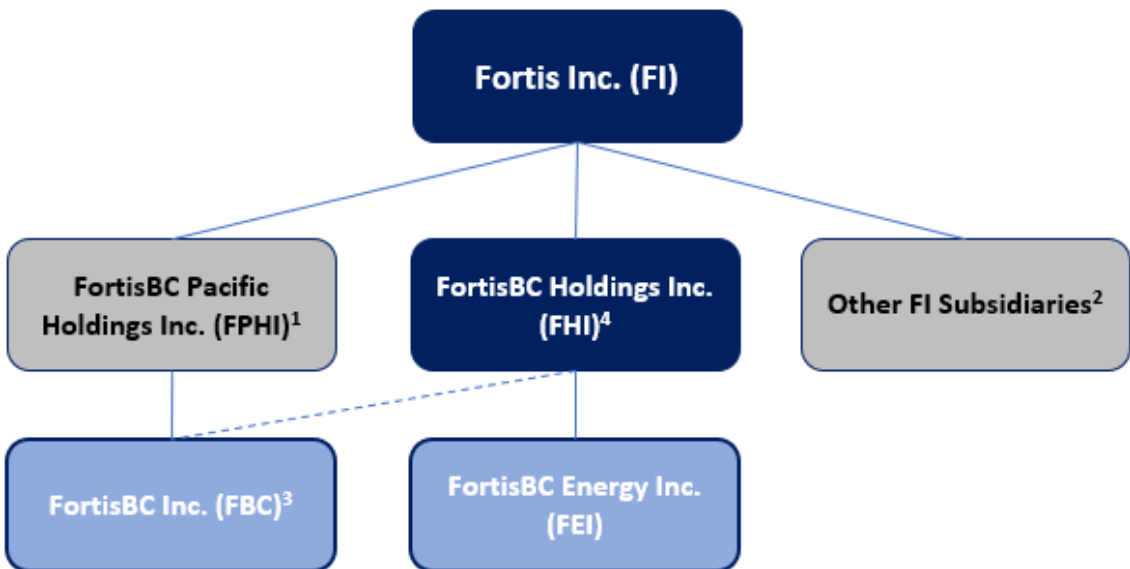 Fortis Inc. (FI)
FortisBC Pacific
Holdings Inc. (FPHI)¹
FortisBC Holdings Inc.
(FHI)⁴
Other FI Subsidiaries²
FortisBC Inc. (FBC)³
FortisBC Energy Inc.
(FEI)